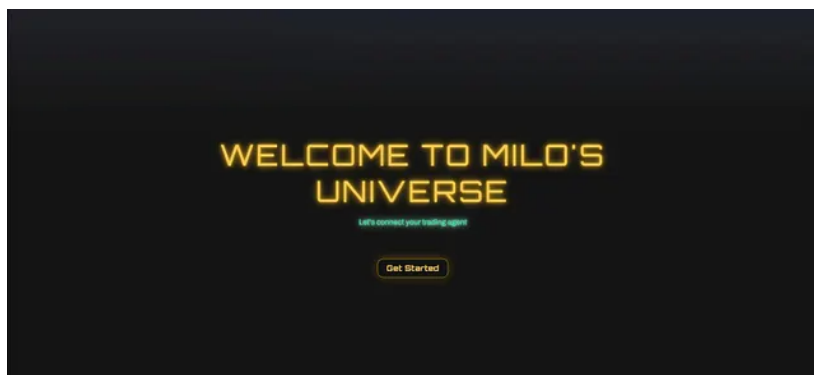 WELCOME TO MILO'S
UNIVERSE
Let's connect your trading agent
Get Started